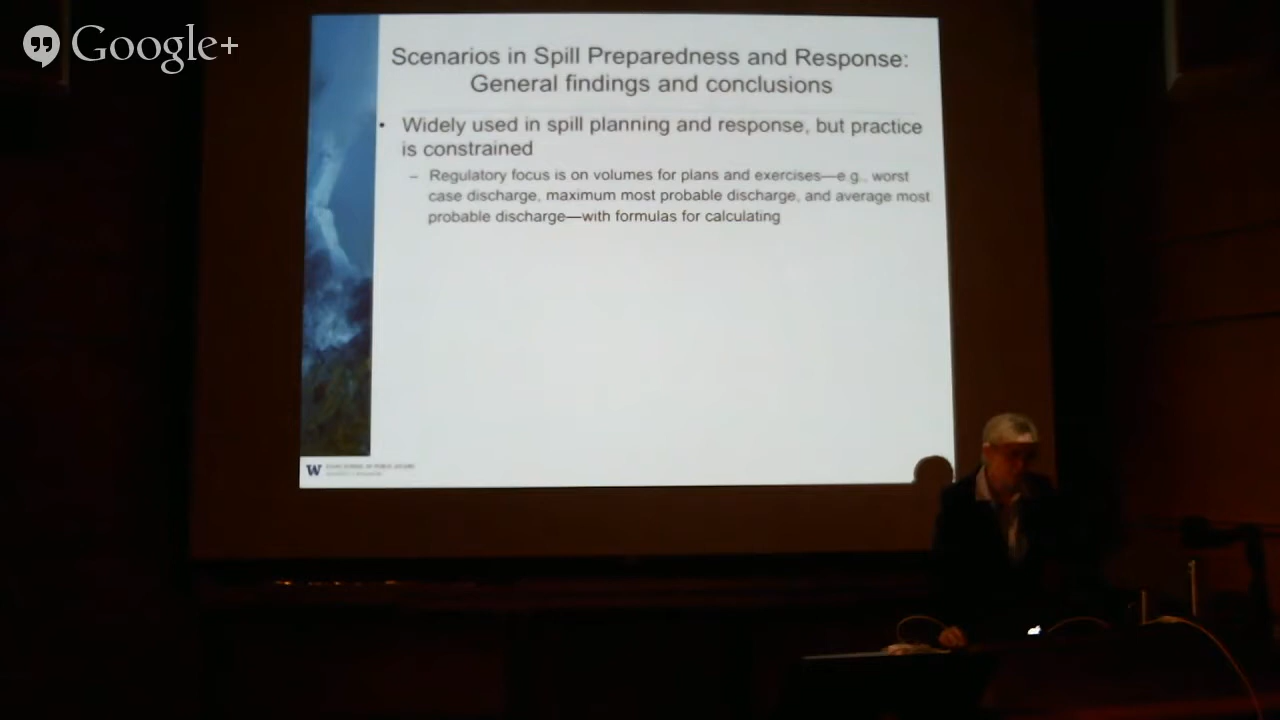 Google+
Scenarios in Spill Preparedness and Response:
General findings and conclusions
• Widely used in spill planning and response, but practice
is constrained
– Regulatory focus is on volumes for plans and exercises—e.g., worst
case discharge, maximum most probable discharge, and average most
probable discharge—with formulas for calculating
W